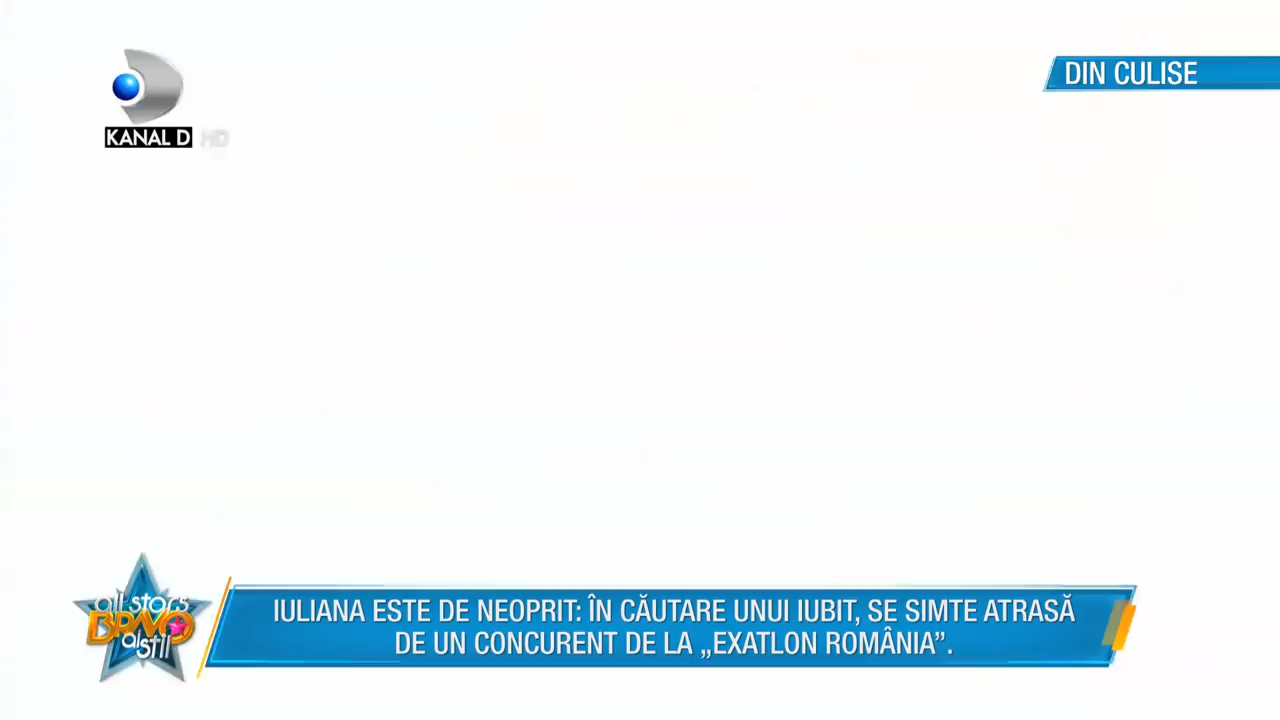 DIN CULISE
KANAL D HD
all stars
BRAVO
ai stil
IULIANA ESTE DE NEOPRIT: ÎN CĂUTARE UNUI IUBIT, SE SIMTE ATRASĂ
DE UN CONCURENT DE LA „EXATLON ROMÂNIA”.